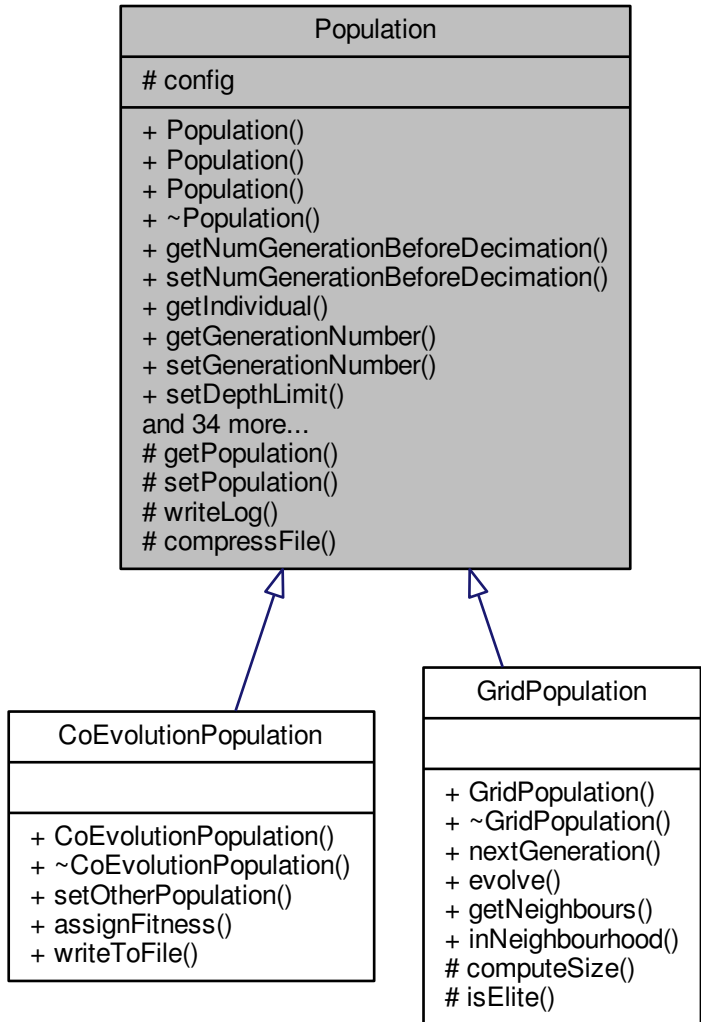 Population
# config
+ Population()
+ Population()
+ Population()
+ ~Population()
+ getNumGenerationBeforeDecimation()
+ setNumGenerationBeforeDecimation()
+ getIndividual()
+ getGenerationNumber()
+ setGenerationNumber()
+ setDepthLimit()
and 34 more...
# getPopulation()
# setPopulation()
# writeLog()
# compressFile()
CoEvolutionPopulation
+ CoEvolutionPopulation()
+ ~CoEvolutionPopulation()
+ setOtherPopulation()
+ assignFitness()
+ writeToFile()
GridPopulation
+ GridPopulation()
+ ~GridPopulation()
+ nextGeneration()
+ evolve()
+ getNeighbours()
+ inNeighbourhood()
# computeSize()
# isElite()